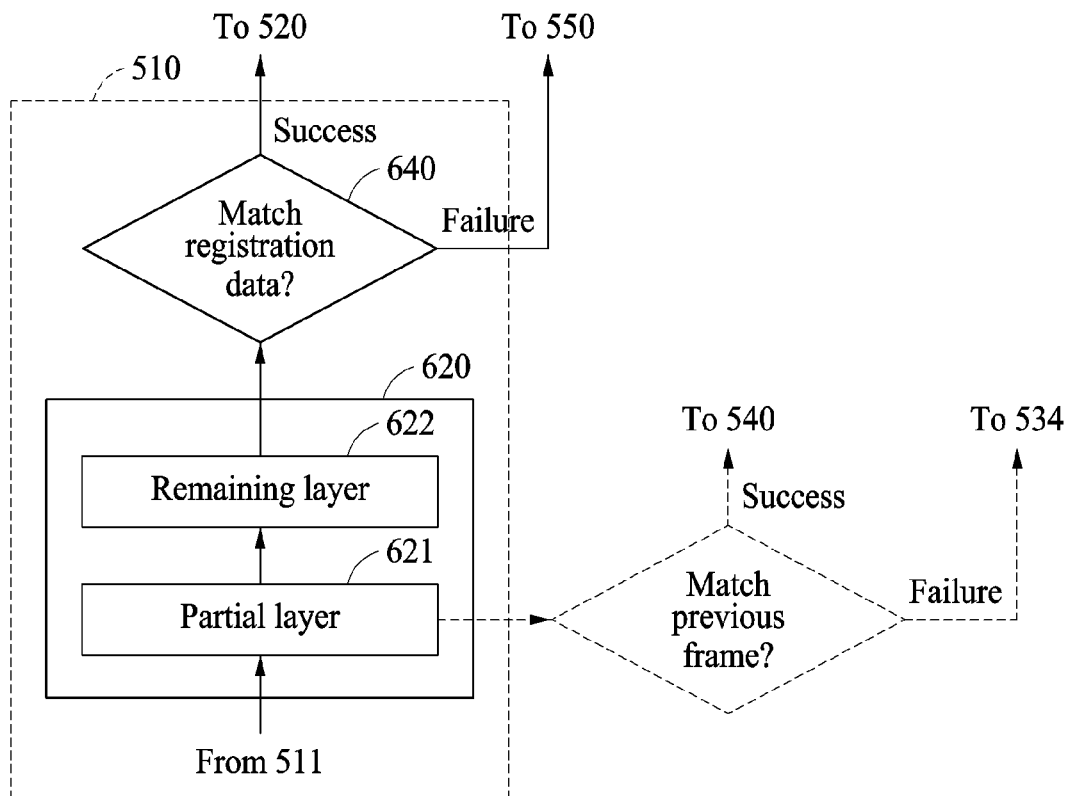 To 520
To 550
510
Success
640
Match
registration
data?
Failure
620
622
Remaining layer
621
Partial layer
From 511
To 540
To 534
Success
Match
previous
frame?
Failure